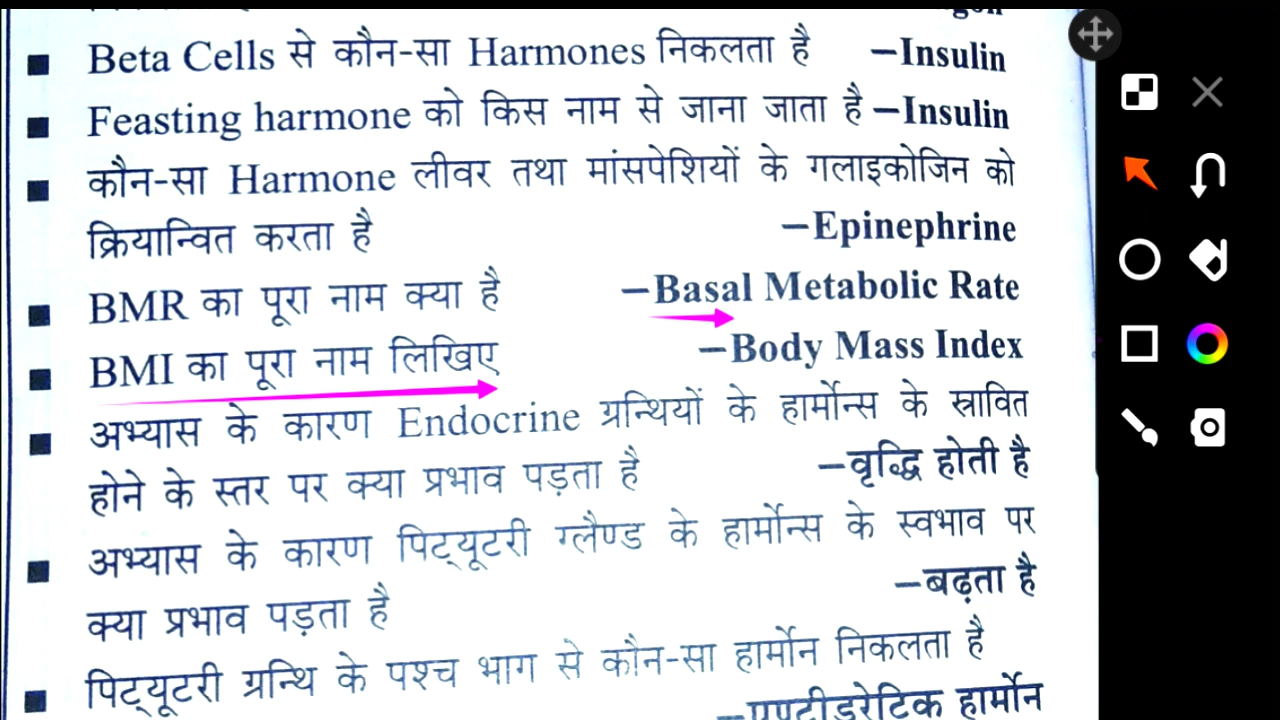 ■ Beta Cells से कौन-सा Harmones निकलता है –Insulin
■ Feasting harmone को किस नाम से जाना जाता है –Insulin
■ कौन-सा Harmone लीवर तथा मांसपेशियों के गलाइकोजिन को
क्रियान्वित करता है –Epinephrine
■ BMR का पूरा नाम क्या है –Basal Metabolic Rate
■ BMI का पूरा नाम लिखिए –Body Mass Index
■ अभ्यास के कारण Endocrine ग्रन्थियों के हार्मोन्स के स्रावित
होने के स्तर पर क्या प्रभाव पड़ता है –वृद्धि होती है
■ अभ्यास के कारण पिट्यूटरी ग्लैण्ड के हार्मोन्स के स्वभाव पर
क्या प्रभाव पड़ता है –बढ़ता है
■ पिट्यूटरी ग्रन्थि के पश्च भाग से कौन-सा हार्मोन निकलता है
हार्मोन